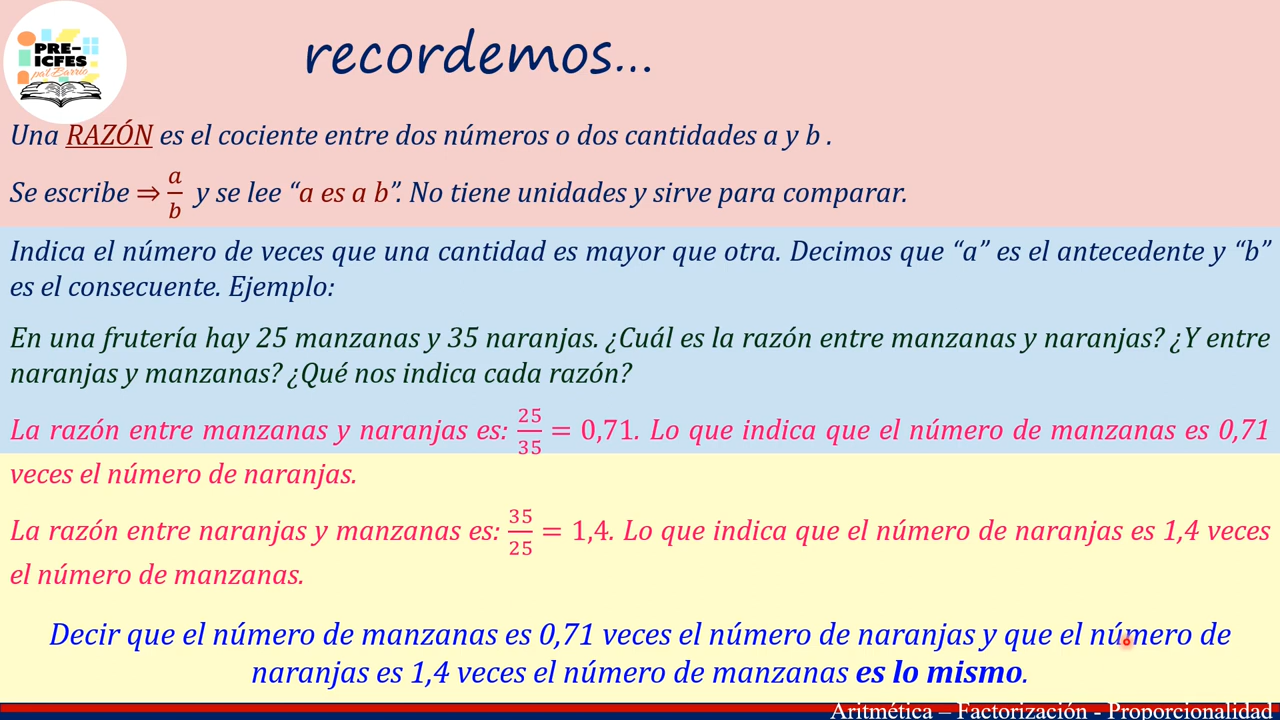 PRE-
ICFES
pal Barrio
recordemos...
Una RAZÓN es el cociente entre dos números o dos cantidades a y b .
Se escribe ⇒ a/b y se lee “a es a b”. No tiene unidades y sirve para comparar.
Indica el número de veces que una cantidad es mayor que otra. Decimos que “a” es el antecedente y “b”
es el consecuente. Ejemplo:
En una frutería hay 25 manzanas y 35 naranjas. ¿Cuál es la razón entre manzanas y naranjas? ¿Y entre
naranjas y manzanas? ¿Qué nos indica cada razón?
La razón entre manzanas y naranjas es: 25/35 = 0,71. Lo que indica que el número de manzanas es 0,71
veces el número de naranjas.
La razón entre naranjas y manzanas es: 35/25 = 1,4. Lo que indica que el número de naranjas es 1,4 veces
el número de manzanas.
Decir que el número de manzanas es 0,71 veces el número de naranjas y que el número de
naranjas es 1,4 veces el número de manzanas es lo mismo.
Aritmética – Factorización - Proporcionalidad